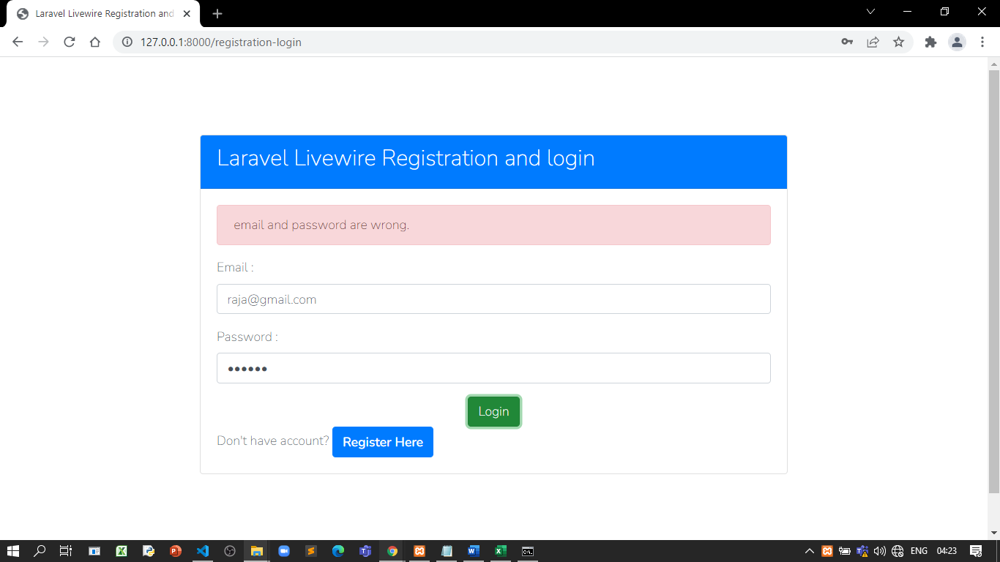 Laravel Livewire Registration and
127.0.0.1:8000/registration-login
Laravel Livewire Registration and login
email and password are wrong.
Email :
raja@gmail.com
Password :
••••••
Login
Don't have account? Register Here
ENG 04:23